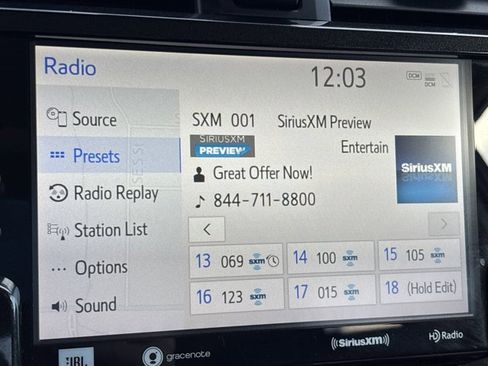 Radio
12:03
DCM
DCM
Source
Presets
Radio Replay
Station List
Options
Sound
SXM 001 SiriusXM Preview
SIRIUSXM
PREVIEW
Entertain
SiriusXM
Great Offer Now!
844-711-8800
13 069 sxm
14 100 sxm
15 105 sxm
16 123 sxm
17 015 sxm
18 (Hold Edit)
JBL
gracenote
((SiriusXM))
HD Radio